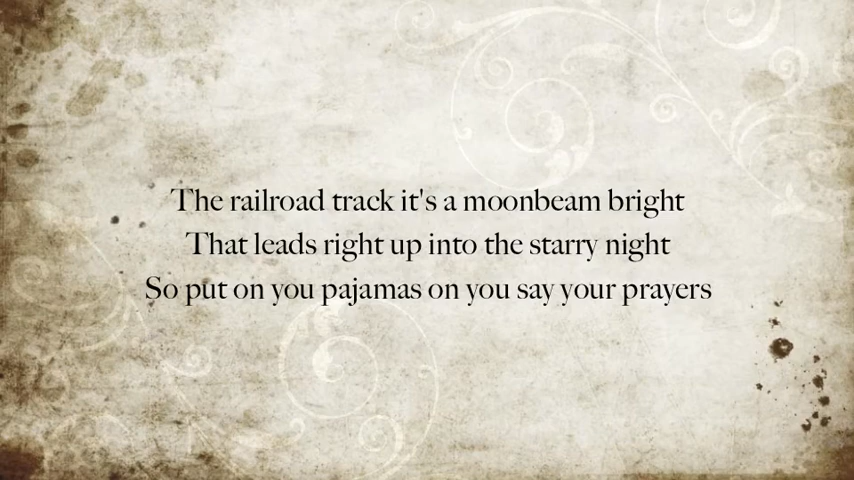 The railroad track it's a moonbeam bright
That leads right up into the starry night
So put on you pajamas on you say your prayers